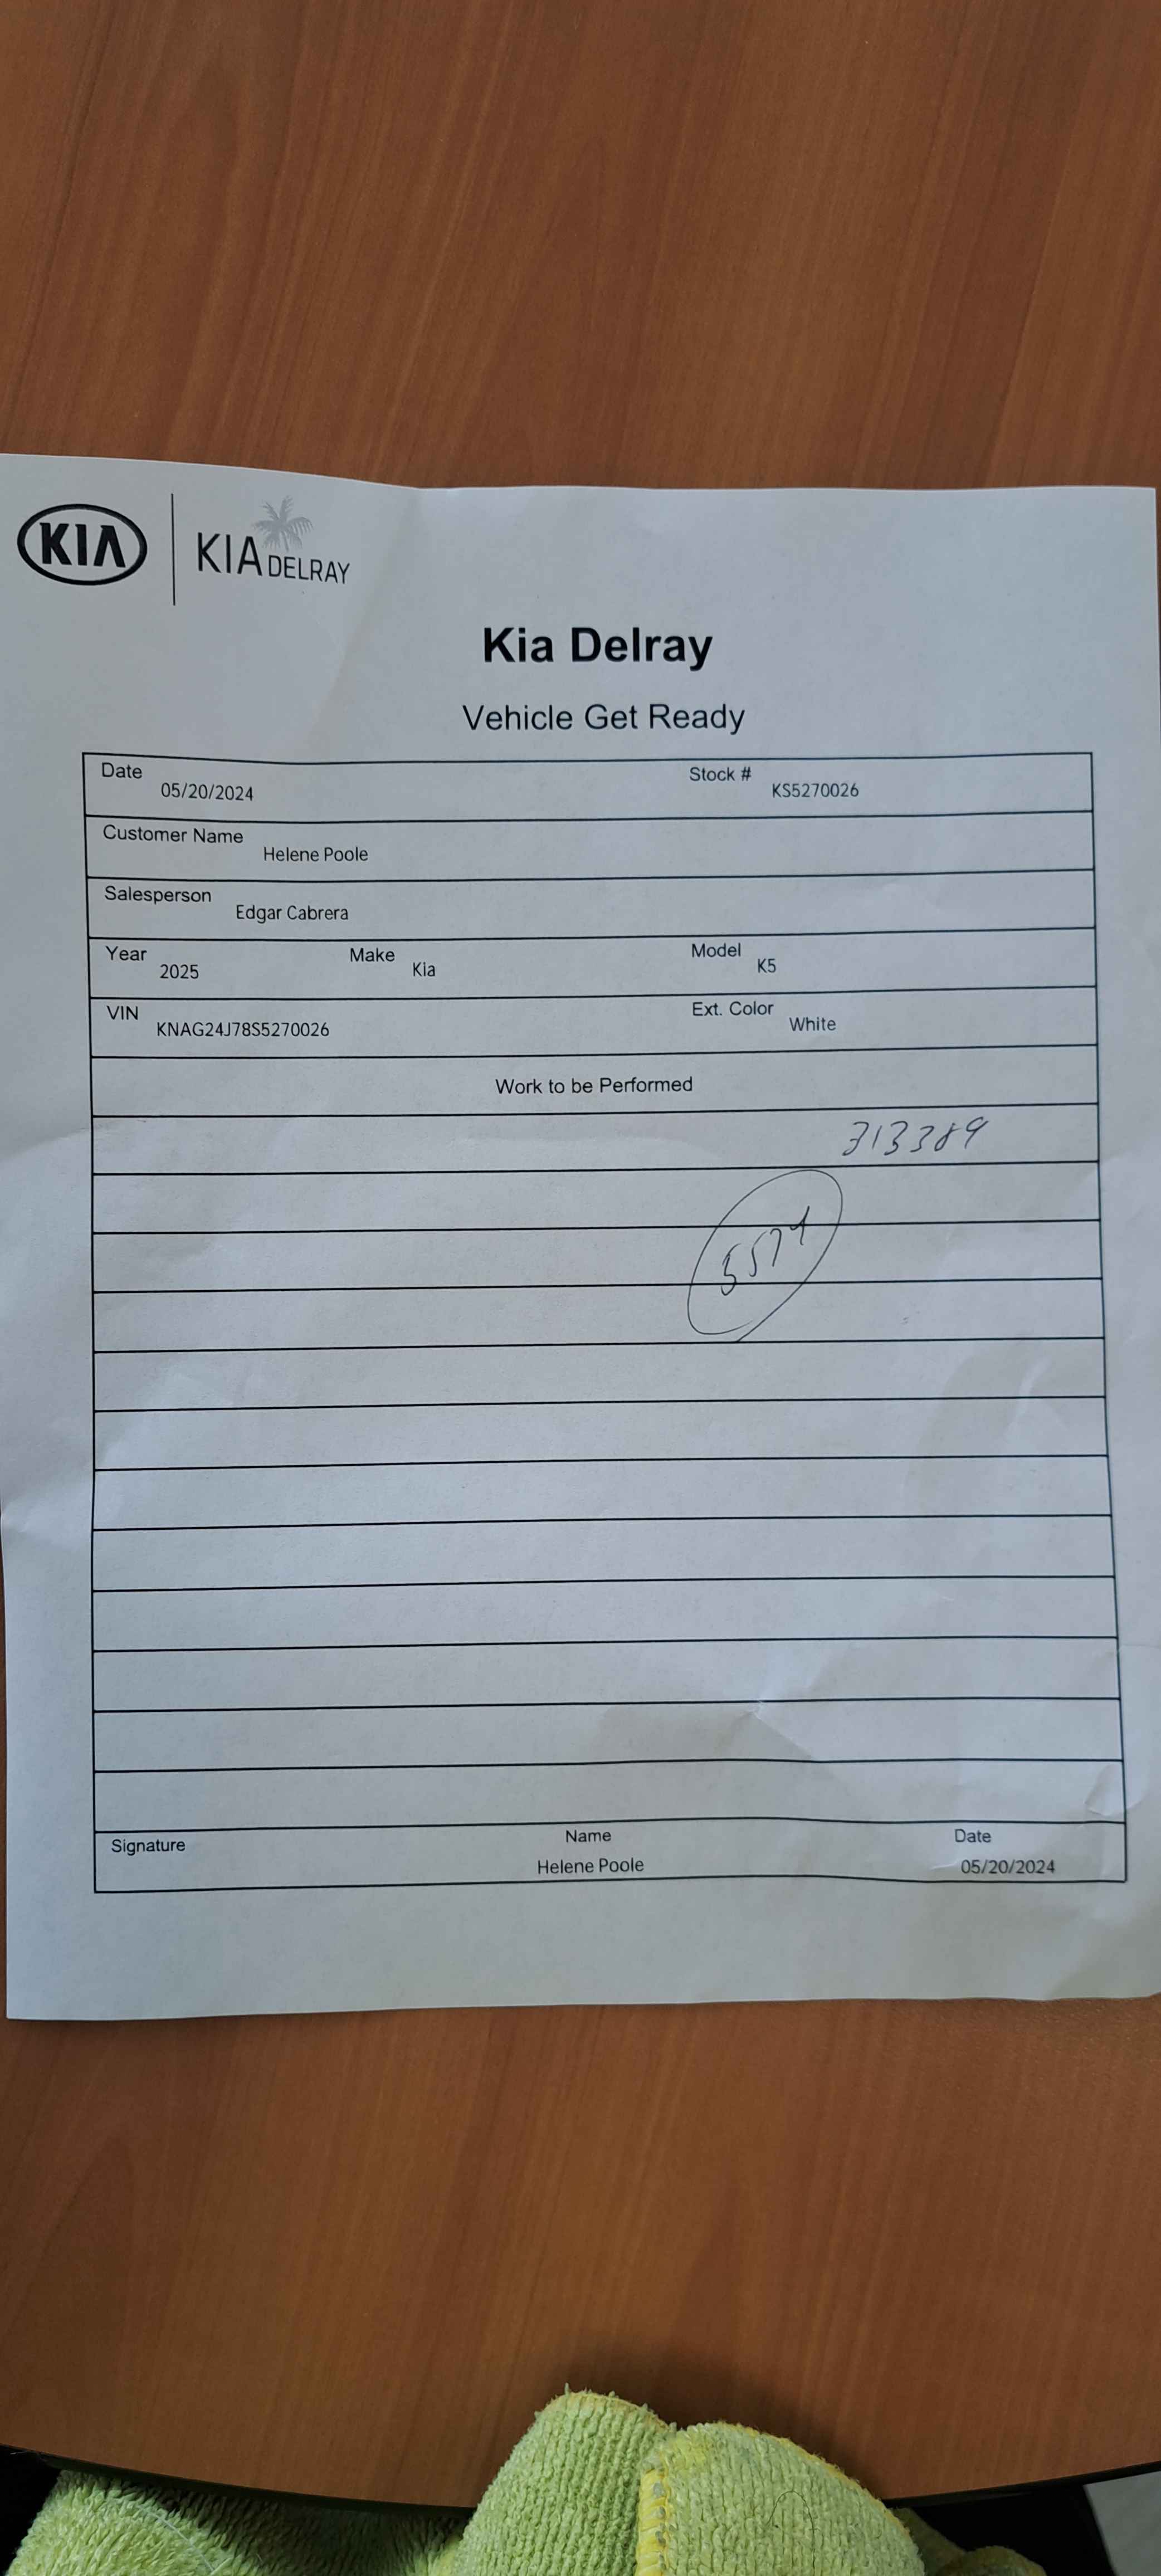 KIA KIA DELRAY
Kia Delray
Vehicle Get Ready
Date 05/20/2024 Stock # KS5270026
Customer Name Helene Poole
Salesperson Edgar Cabrera
Year 2025 Make Kia Model K5
VIN KNAG24J78S5270026 Ext. Color White
Work to be Performed
313389
Signature Name Date
Helene Poole 05/20/2024